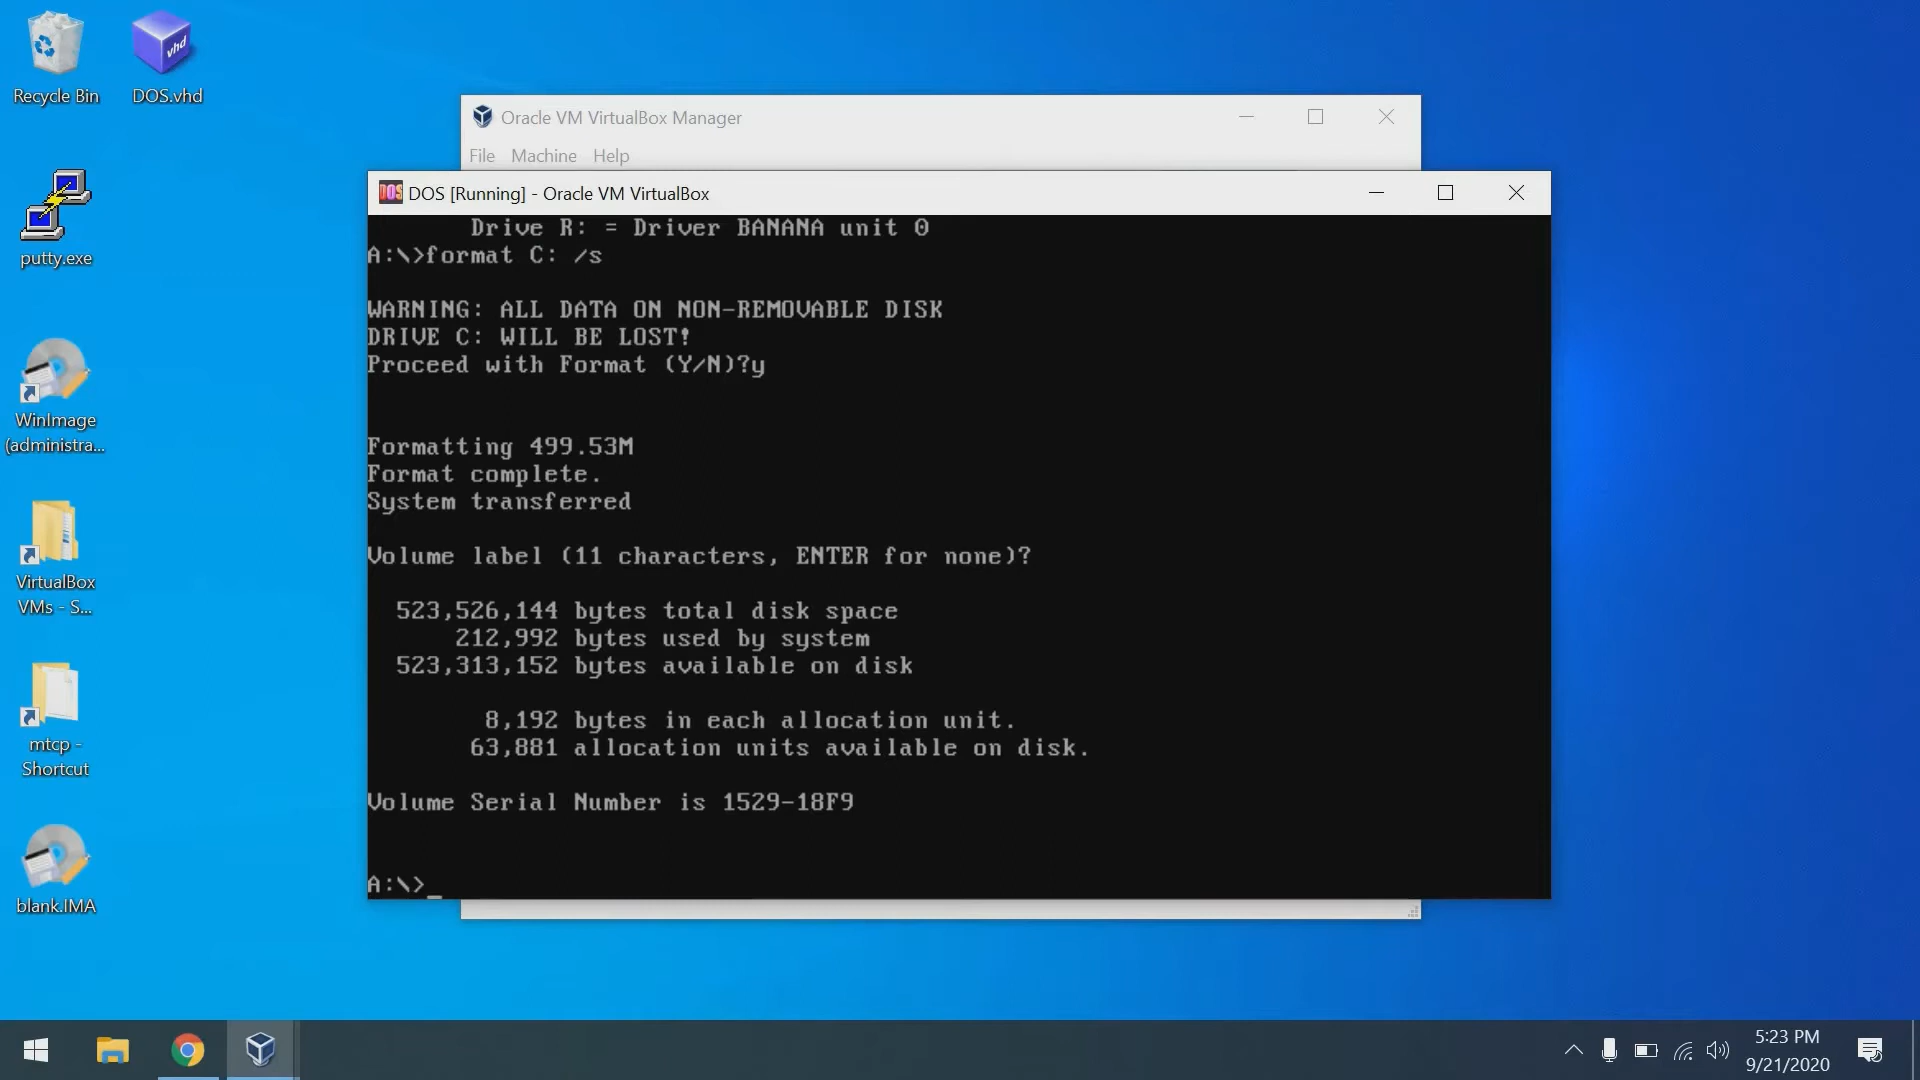 Recycle Bin
DOS.vhd
vhd
putty.exe
WinImage
(administra...
VirtualBox
VMs - S...
mtcp -
Shortcut
blank.IMA
Oracle VM VirtualBox Manager
File Machine Help
DOS
DOS [Running] - Oracle VM VirtualBox
Drive R: = Driver BANANA unit 0
A:\>format C: /s
WARNING: ALL DATA ON NON-REMOVABLE DISK
DRIVE C: WILL BE LOST!
Proceed with Format (Y/N)?y
Formatting 499.53M
Format complete.
System transferred
Volume label (11 characters, ENTER for none)?
523,526,144 bytes total disk space
212,992 bytes used by system
523,313,152 bytes available on disk
8,192 bytes in each allocation unit.
63,881 allocation units available on disk.
Volume Serial Number is 1529-18F9
A:\>_
5:23 PM
9/21/2020